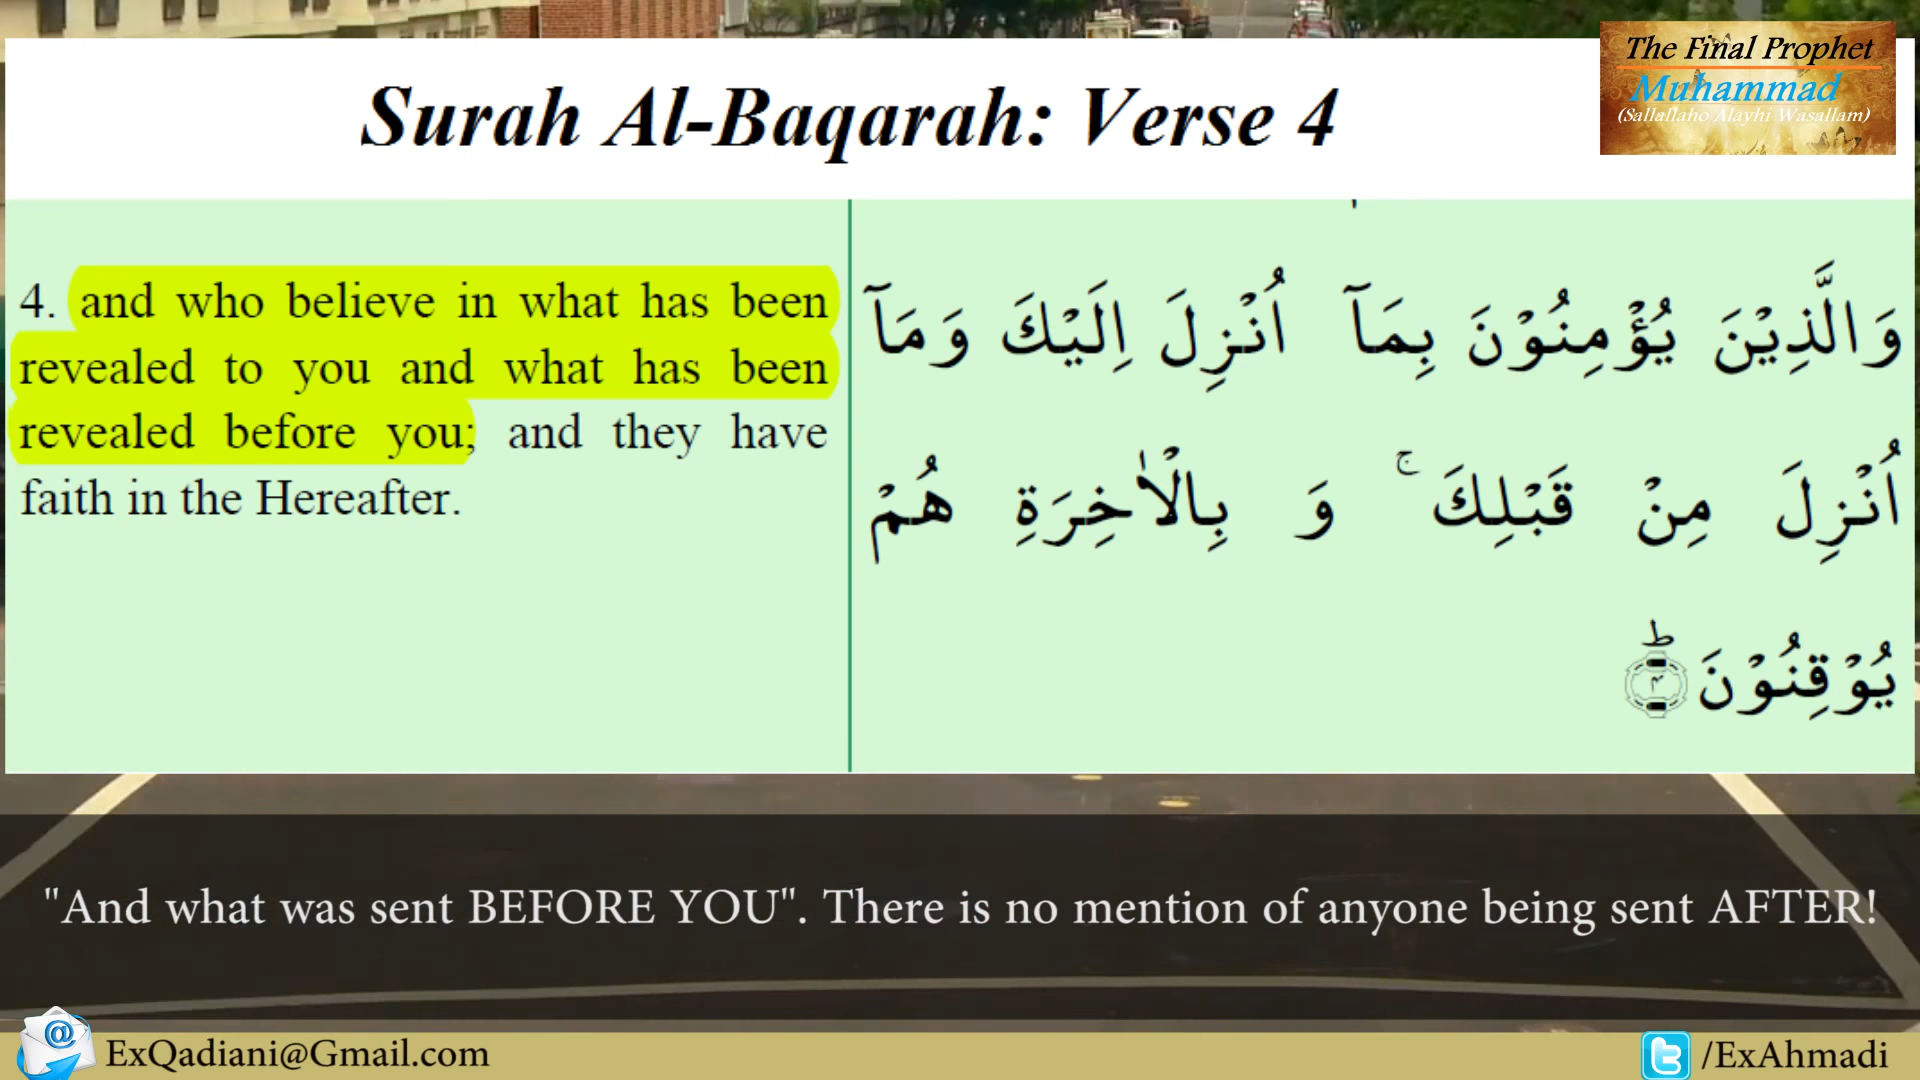 The Final Prophet
Muhammad
(Sallallaho Alayhi Wasallam)
Surah Al-Baqarah: Verse 4
4. and who believe in what has been
revealed to you and what has been
revealed before you; and they have
faith in the Hereafter.
وَالَّذِيْنَ يُؤْمِنُوْنَ بِمَآ اُنْزِلَ اِلَيْكَ وَمَآ
اُنْزِلَ مِنْ قَبْلِكَ ۚ وَ بِالْاٰخِرَةِ هُمْ
يُوْقِنُوْنَ ؕ۴
"And what was sent BEFORE YOU". There is no mention of anyone being sent AFTER!
ExQadiani@Gmail.com
/ExAhmadi